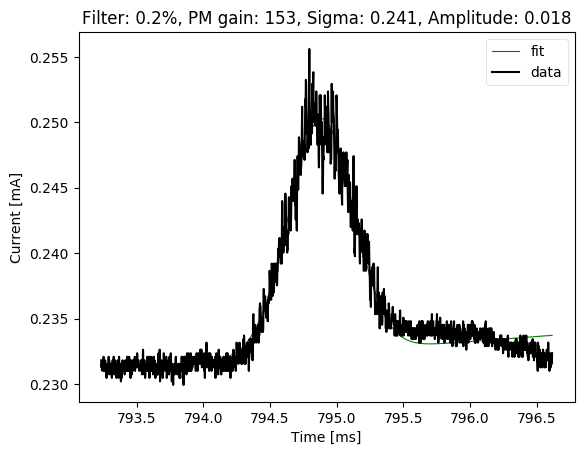 Filter: 0.2%, PM gain: 153, Sigma: 0.241, Amplitude: 0.018
fit
data
0.255
0.250
0.245
0.240
0.235
0.230
Current [mA]
793.5 794.0 794.5 795.0 795.5 796.0 796.5
Time [ms]